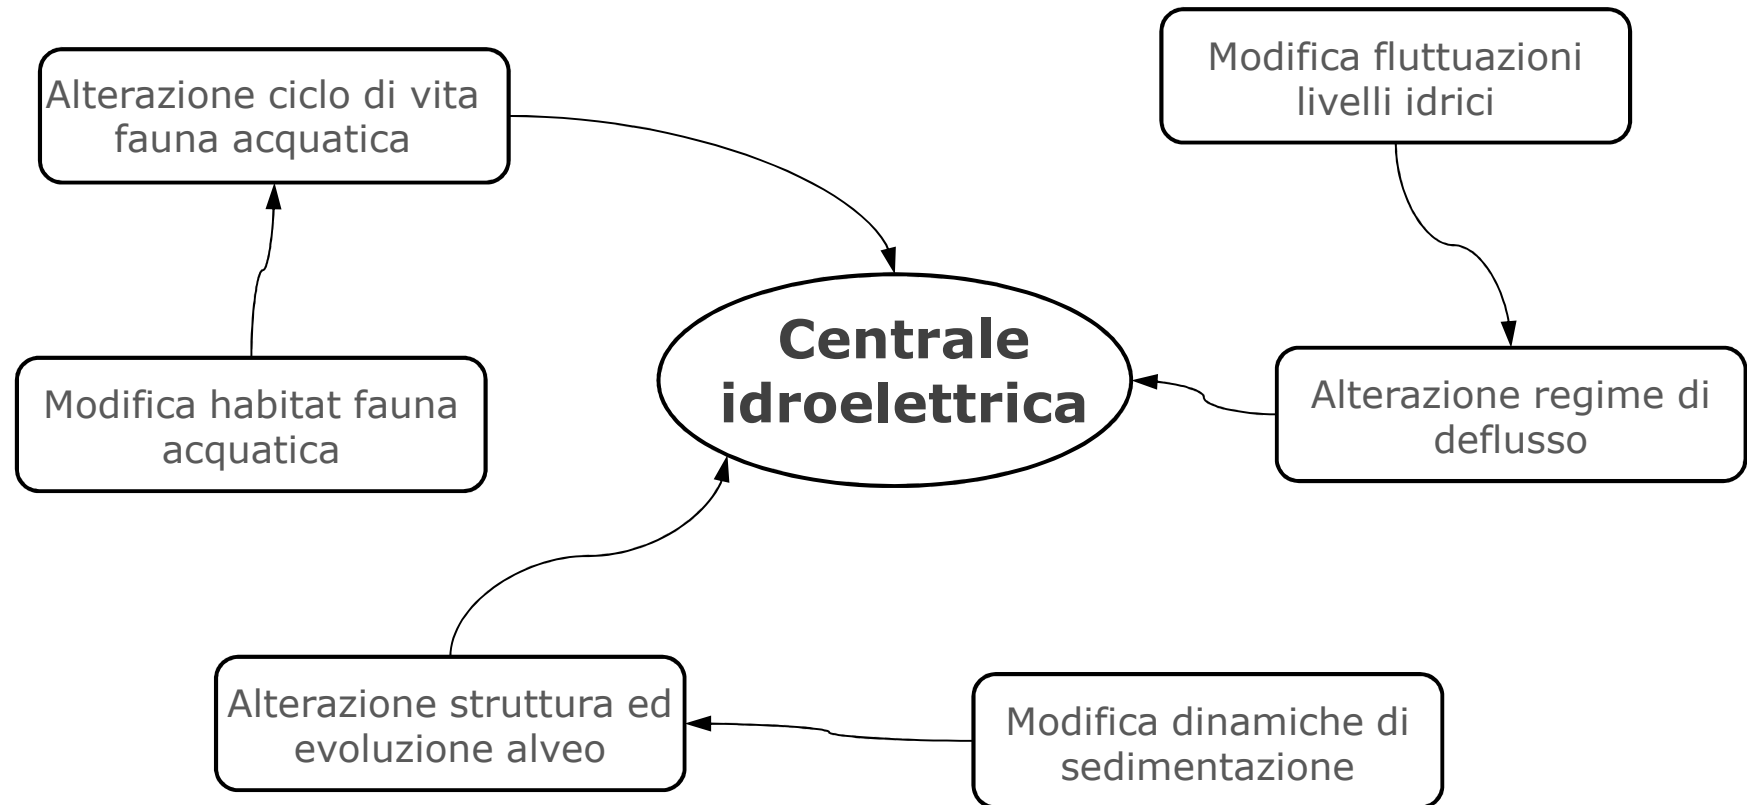 Modifica fluttuazioni
livelli idrici
Alterazione ciclo di vita
fauna acquatica
Centrale
idroelettrica
Modifica habitat fauna
acquatica
Alterazione regime di
deflusso
Alterazione struttura ed
evoluzione alveo
Modifica dinamiche di
sedimentazione